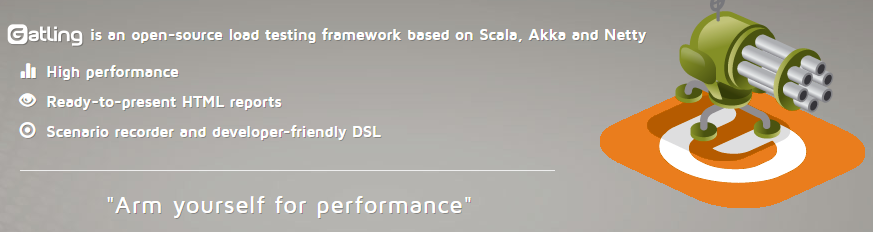 Gatling is an open-source load testing framework based on Scala, Akka and Netty
High performance
Ready-to-present HTML reports
Scenario recorder and developer-friendly DSL
"Arm yourself for performance"